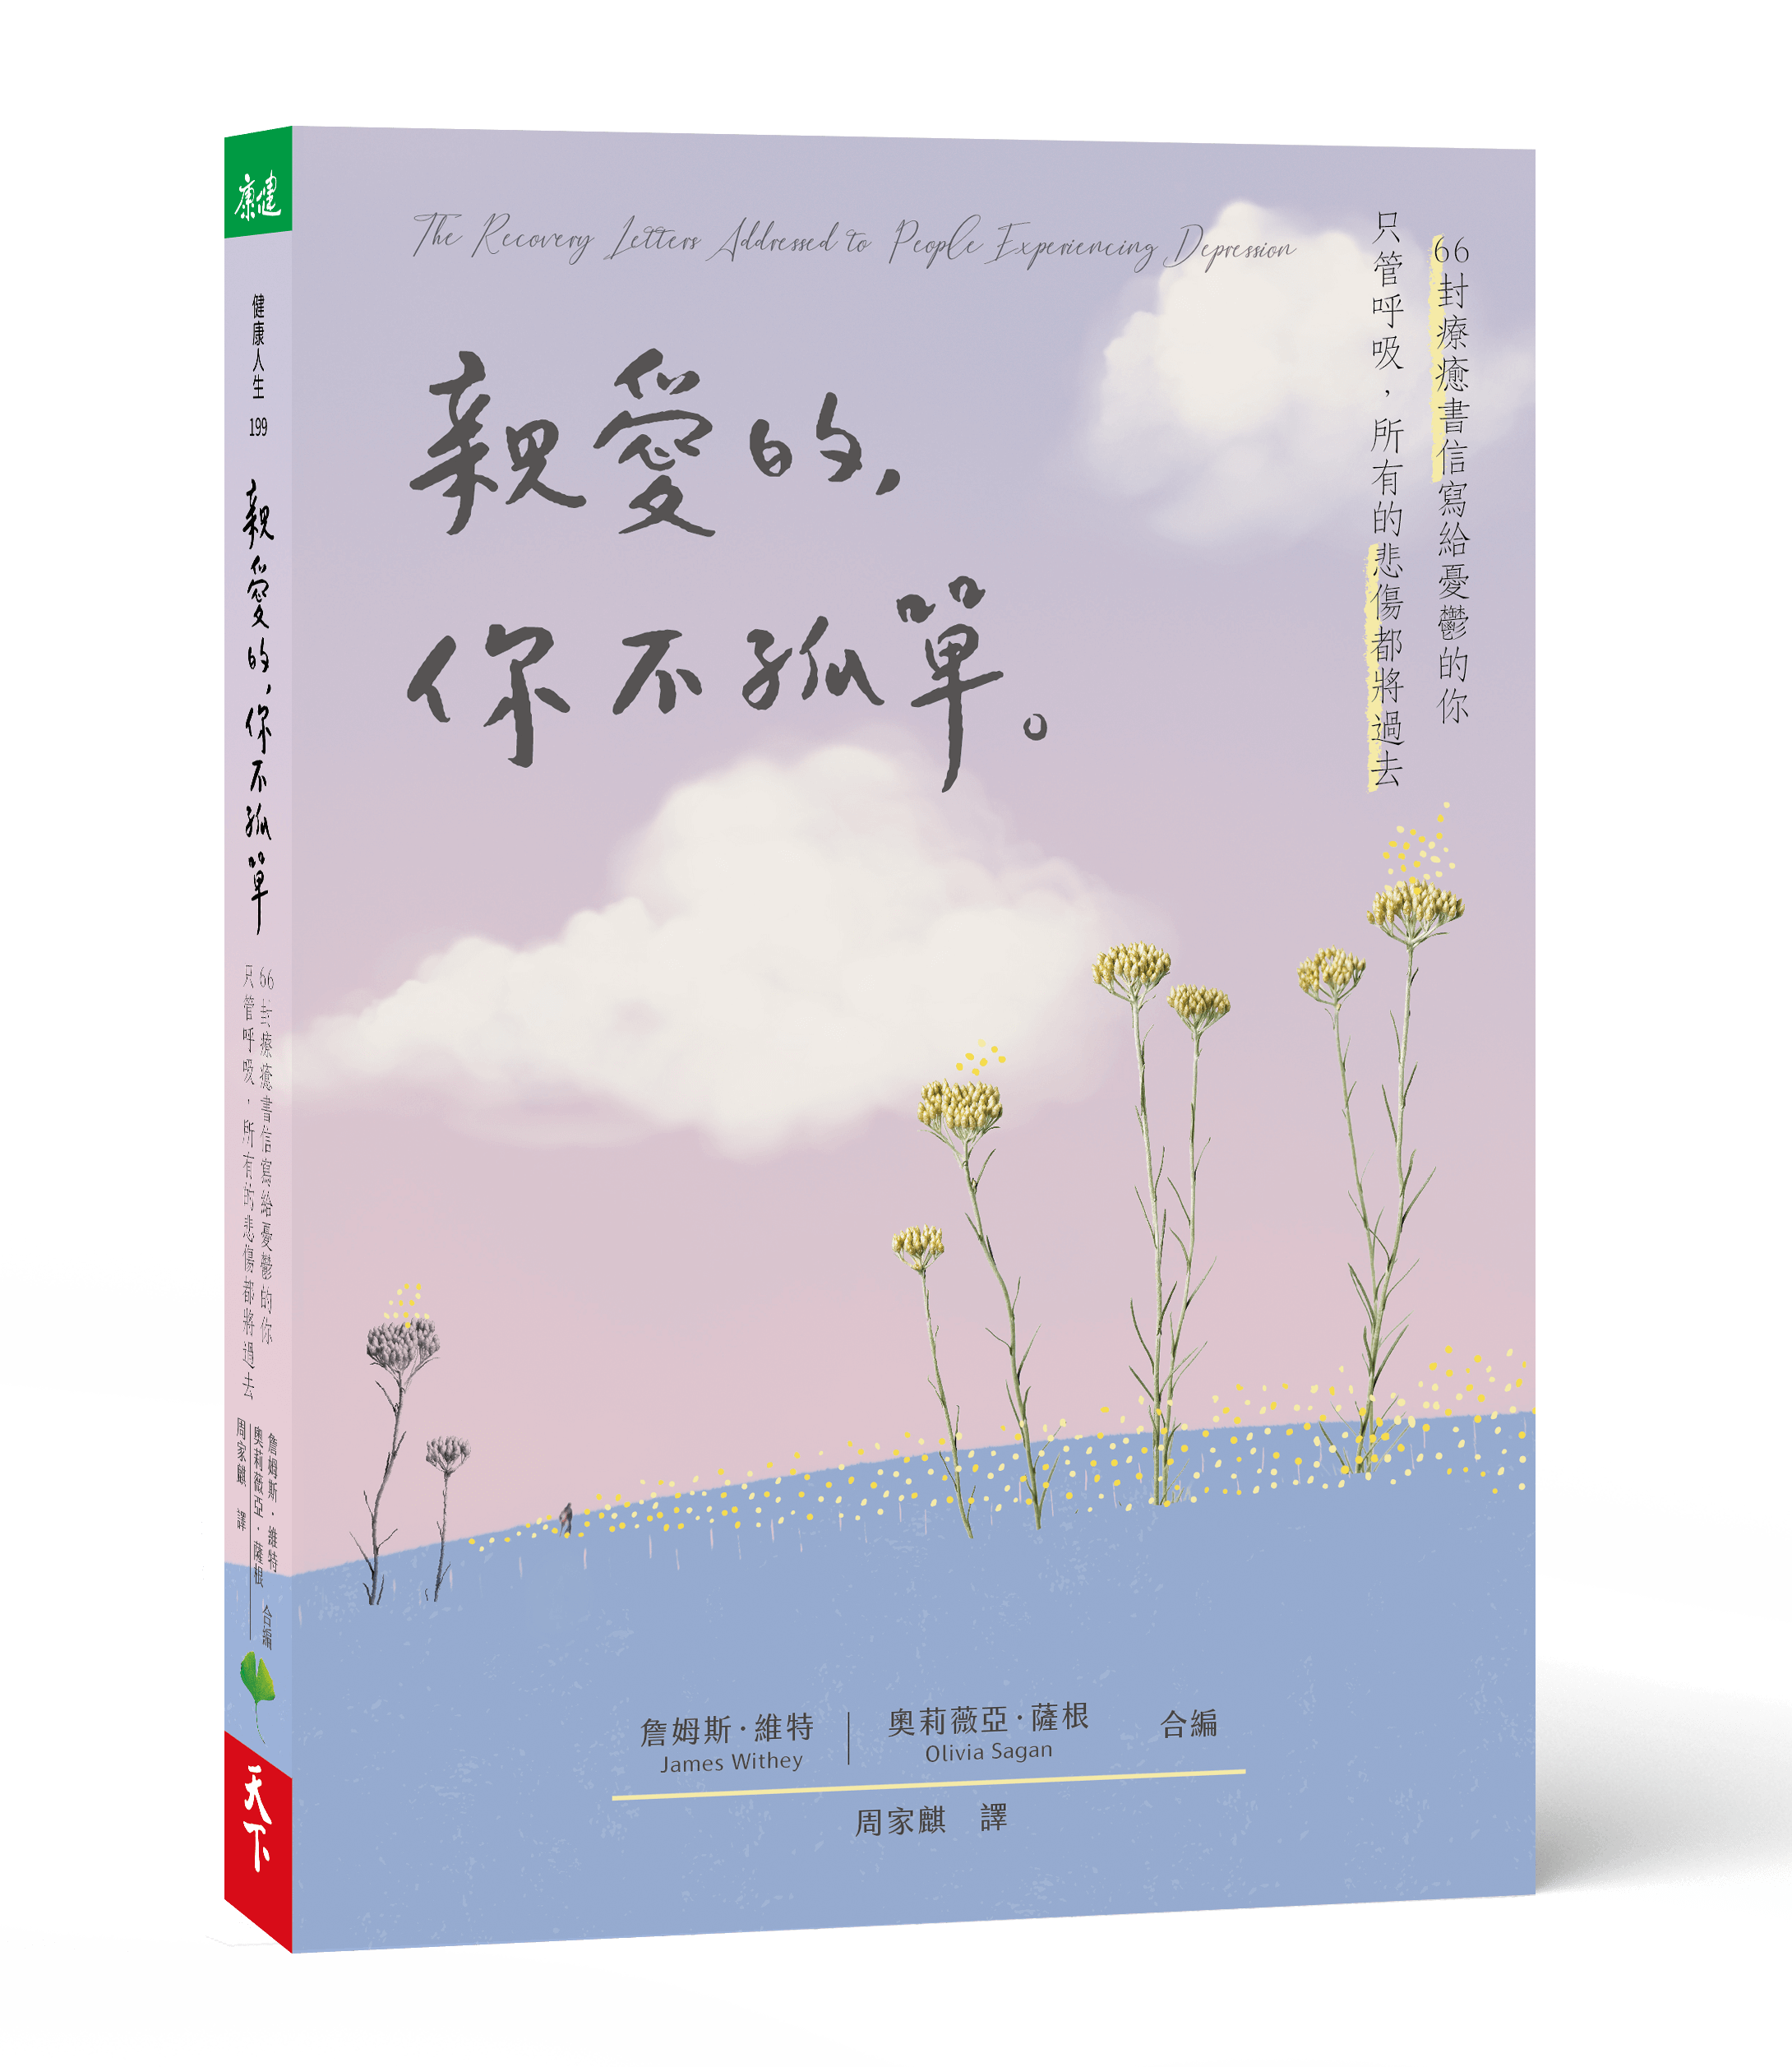 The Recovery Letters Addressed to People Experiencing Depression
親愛的,
你不孤單。
66封療癒書信寫給憂鬱的你
只管呼吸，所有的悲傷都將過去
詹姆斯·維特
James Withey
奧莉薇亞·薩根
Olivia Sagan
合編
周家麒 譯
康健
健康人生 199
親愛的,你不孤單
66封療癒書信寫給憂鬱的你
只管呼吸，所有的悲傷都將過去
詹姆斯·維特
奧莉薇亞·薩根 合編
周家麒 譯
天下